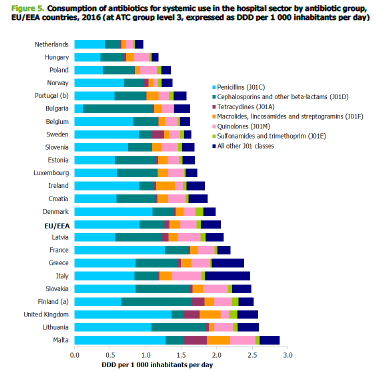 Figure 5. Consumption of antibiotics for systemic use in the hospital sector by antibiotic group,
EU/EEA countries, 2016 (at ATC group level 3, expressed as DDD per 1 000 inhabitants per day)
Netherlands
Hungary
Poland
Norway
Portugal (b)
Bulgaria
Belgium
Sweden
Slovenia
Estonia
Luxembourg
Ireland
Croatia
Denmark
EU/EEA
Latvia
France
Greece
Italy
Slovakia
Finland (a)
United Kingdom
Lithuania
Malta
Penicillins (J01C)
Cephalosporins and other beta-lactams (J01D)
Tetracyclines (J01A)
Macrolides, lincosamides and streptogramins (J01F)
Quinolones (J01M)
Sulfonamides and trimethoprim (J01E)
All other J01 classes
0.0 0.5 1.0 1.5 2.0 2.5 3.0
DDD per 1 000 inhabitants per day